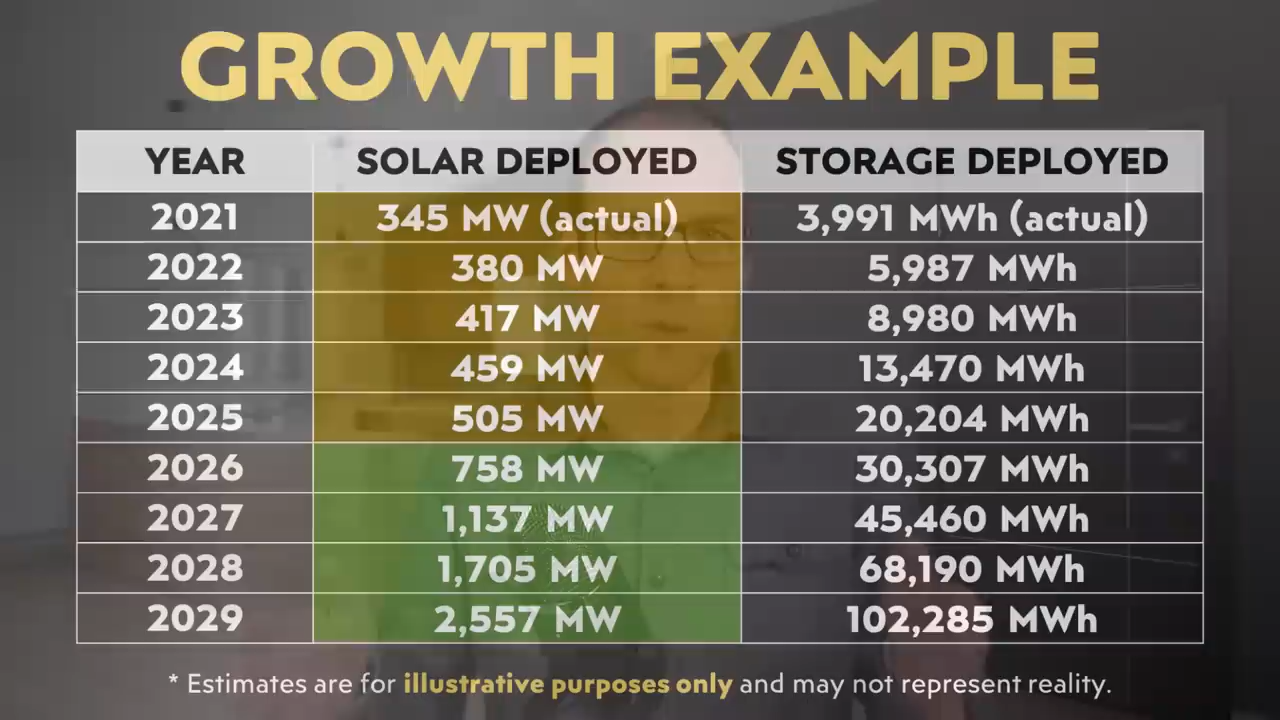 GROWTH EXAMPLE
YEAR SOLAR DEPLOYED STORAGE DEPLOYED
2021 345 MW (actual) 3,991 MWh (actual)
2022 380 MW 5,987 MWh
2023 417 MW 8,980 MWh
2024 459 MW 13,470 MWh
2025 505 MW 20,204 MWh
2026 758 MW 30,307 MWh
2027 1,137 MW 45,460 MWh
2028 1,705 MW 68,190 MWh
2029 2,557 MW 102,285 MWh
* Estimates are for illustrative purposes only and may not represent reality.